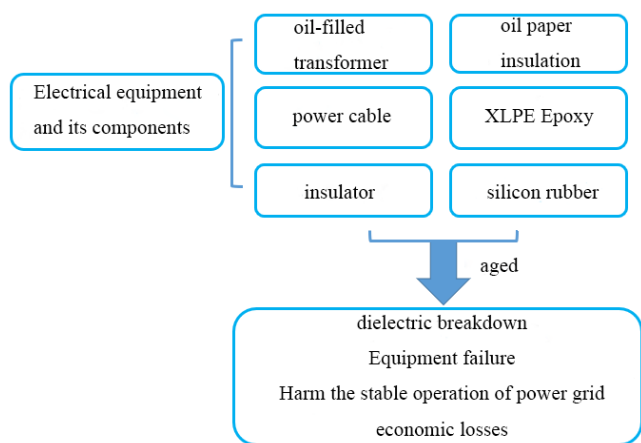 oil-filled
transformer
oil paper
insulation
Electrical equipment
and its components
power cable
XLPE Epoxy
insulator
silicon rubber
aged
dielectric breakdown
Equipment failure
Harm the stable operation of power grid
economic losses